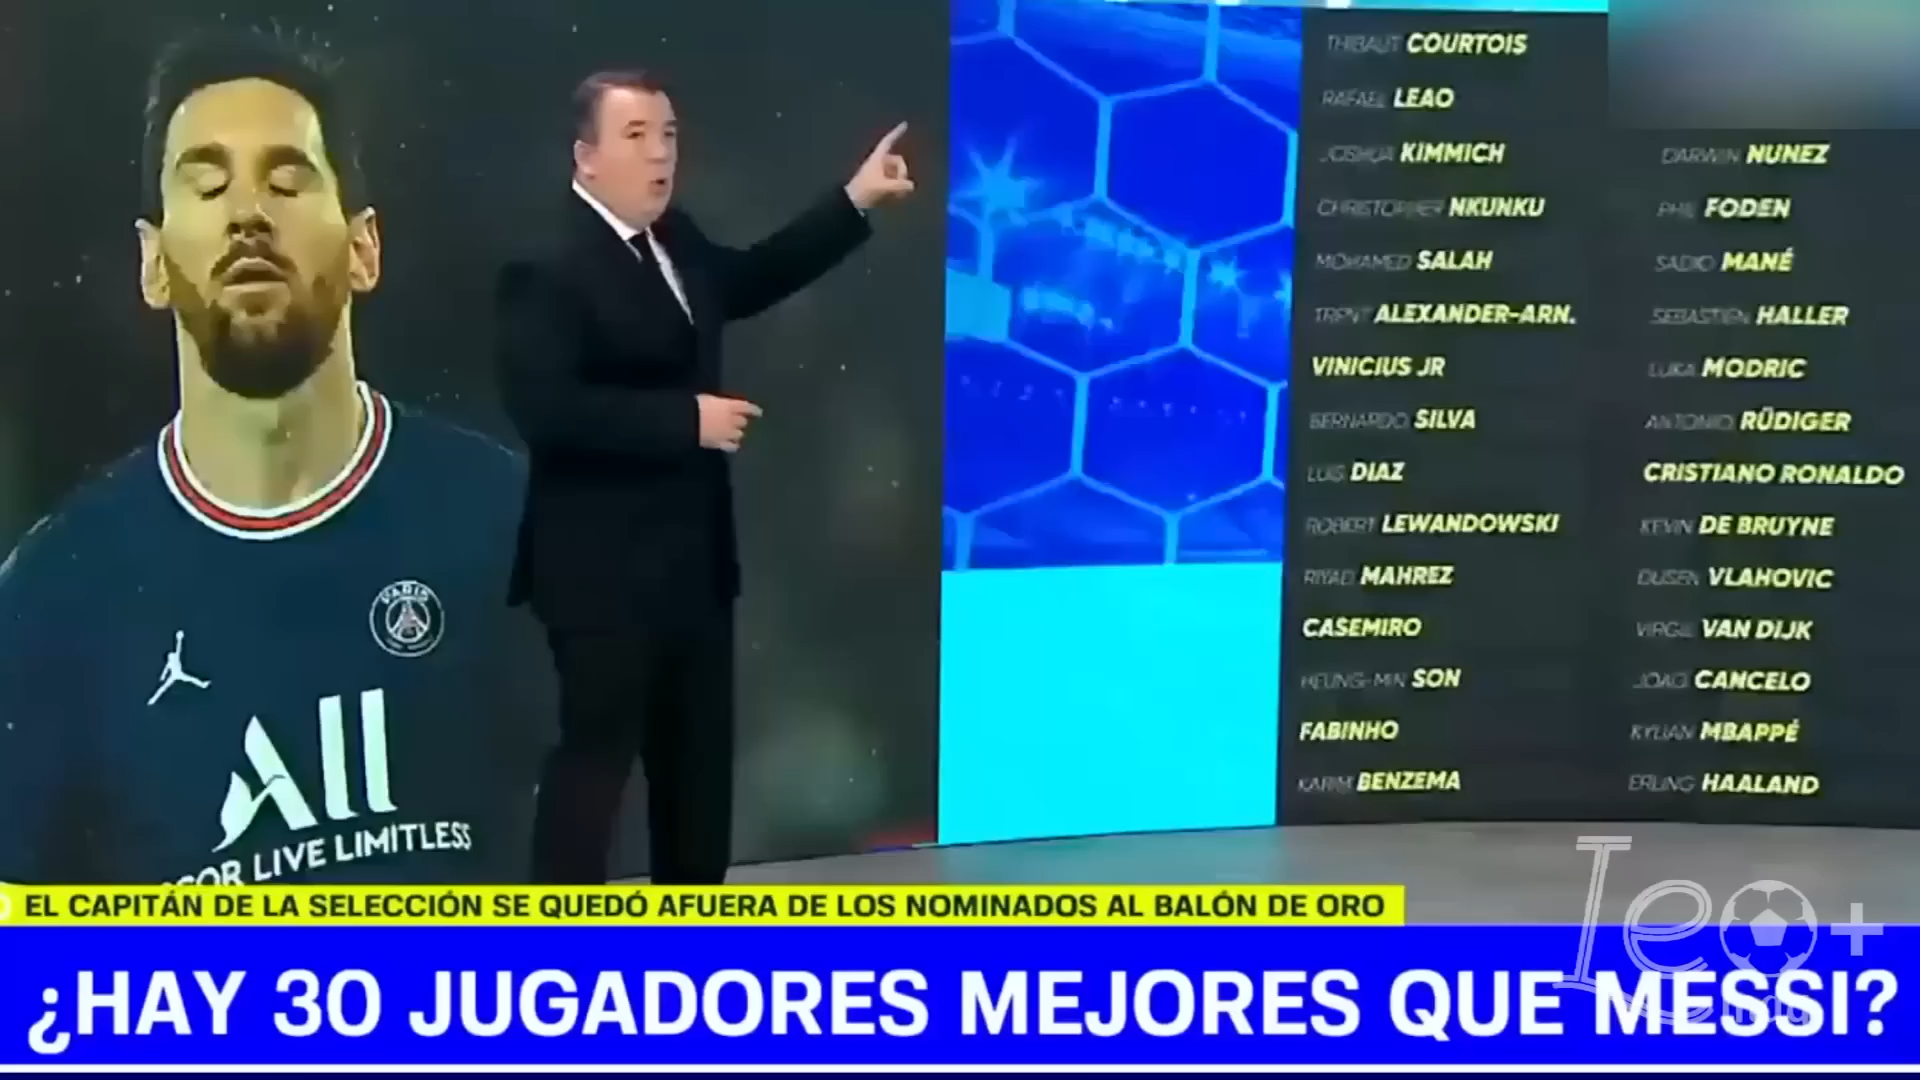 THIBAUT COURTOIS
RAFAEL LEAO
JOSHUA KIMMICH
CHRISTOPHER NKUNKU
MOHAMED SALAH
TRENT ALEXANDER-ARN.
VINICIUS JR
BERNARDO SILVA
LUIS DIAZ
ROBERT LEWANDOWSKI
RIYAD MAHREZ
CASEMIRO
HEUNG-MIN SON
FABINHO
KARIM BENZEMA
DARWIN NUNEZ
PHIL FODEN
SADIO MANÉ
SEBASTIEN HALLER
LUKA MODRIC
ANTONIO RÜDIGER
CRISTIANO RONALDO
KEVIN DE BRUYNE
DUSEN VLAHOVIC
VIRGIL VAN DIJK
JOAO CANCELO
KYLIAN MBAPPÉ
ERLING HAALAND
PARIS
All
LIVE LIMITLESS
EL CAPITÁN DE LA SELECCIÓN SE QUEDÓ AFUERA DE LOS NOMINADOS AL BALÓN DE ORO
¿HAY 30 JUGADORES MEJORES QUE MESSI?